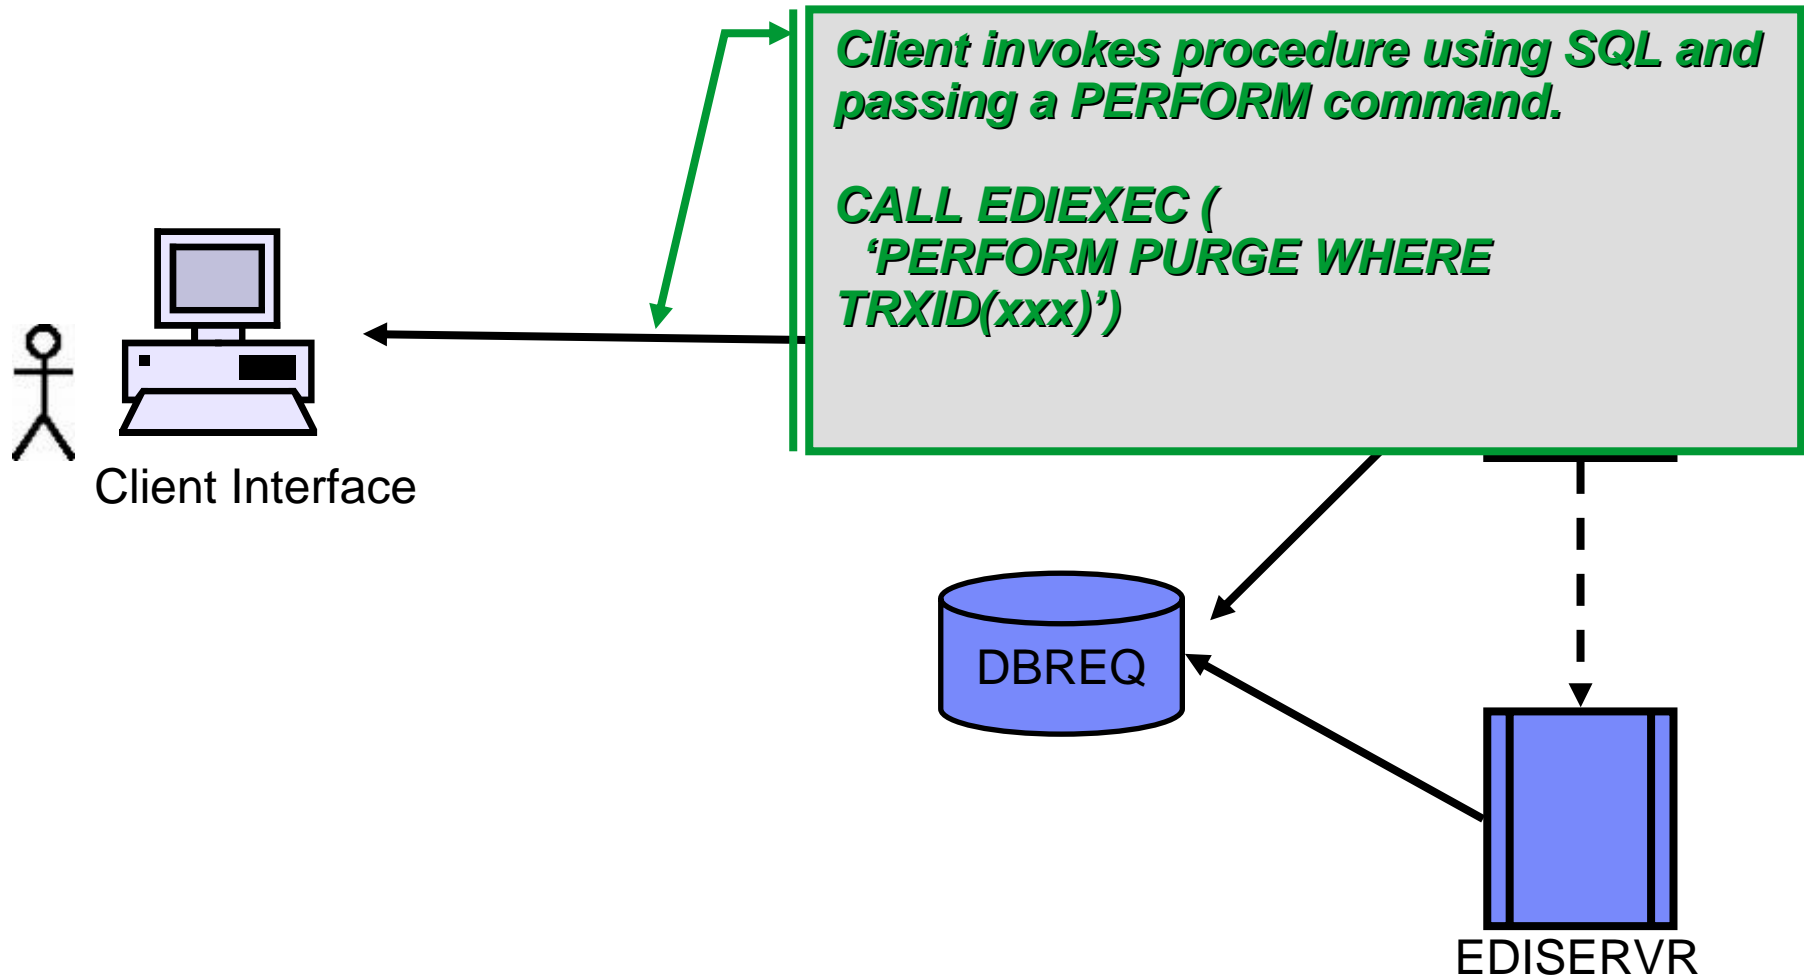 Client invokes procedure using SQL and
passing a PERFORM command.
CALL EDIEXEC (
‘PERFORM PURGE WHERE
TRXID(xxx)’)
Client Interface
DBREQ
EDISERVR